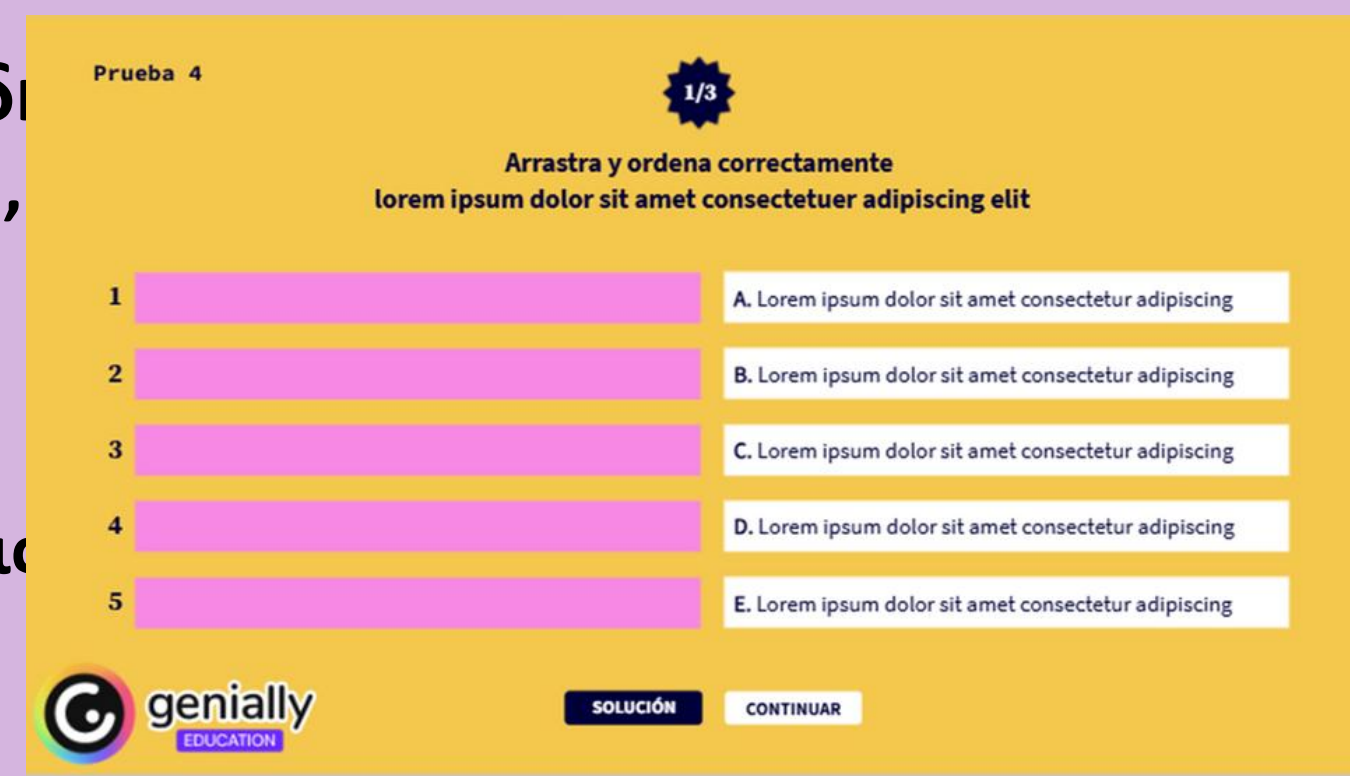 Prueba 4
1/3
Arrastra y ordena correctamente
lorem ipsum dolor sit amet consectetuer adipiscing elit
1
A. Lorem ipsum dolor sit amet consectetur adipiscing
2
B. Lorem ipsum dolor sit amet consectetur adipiscing
3
C. Lorem ipsum dolor sit amet consectetur adipiscing
4
D. Lorem ipsum dolor sit amet consectetur adipiscing
5
E. Lorem ipsum dolor sit amet consectetur adipiscing
genially
EDUCATION
SOLUCIÓN
CONTINUAR